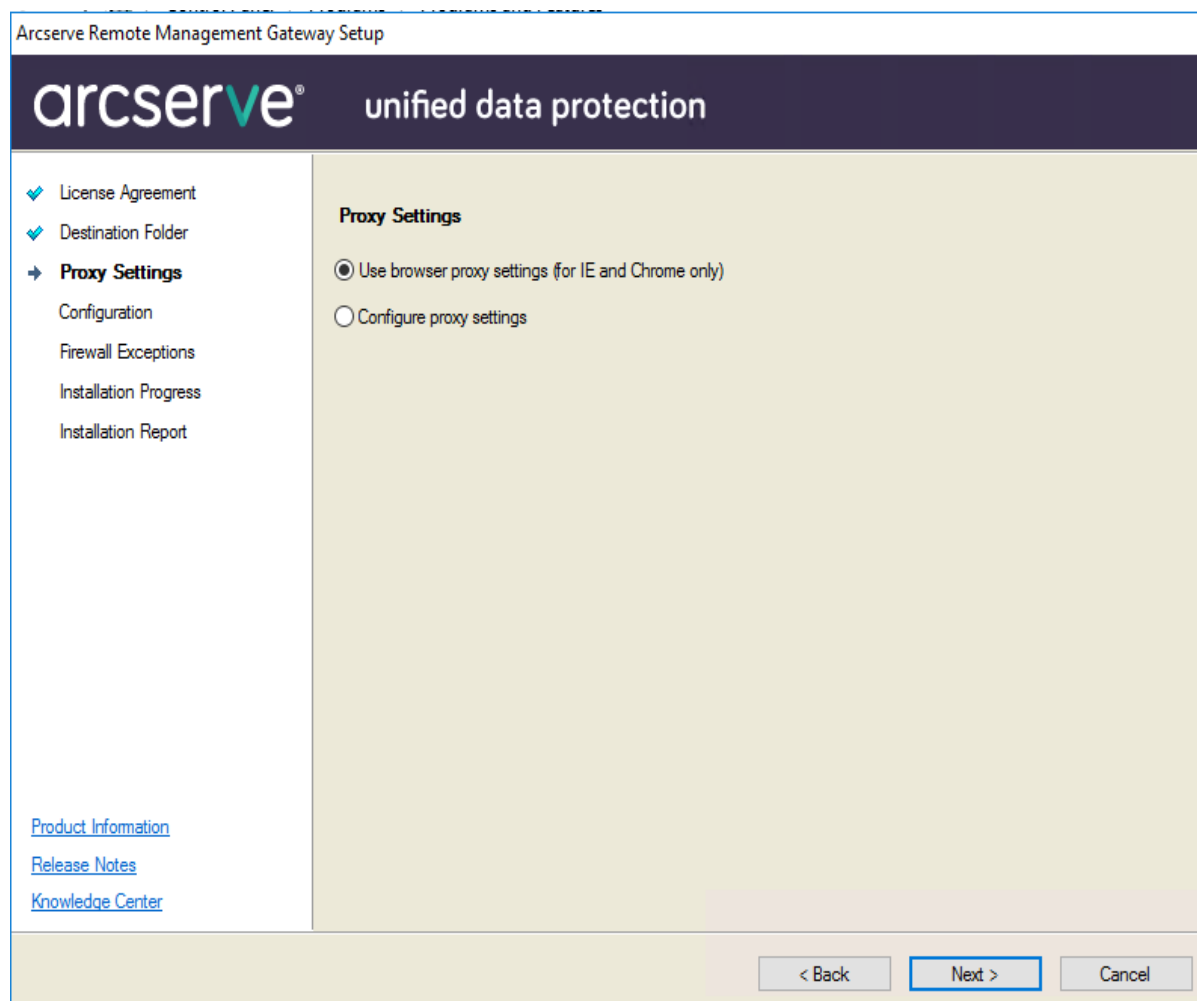 Arcserve Remote Management Gateway Setup
arcserve® unified data protection
License Agreement
Destination Folder
Proxy Settings
Configuration
Firewall Exceptions
Installation Progress
Installation Report
Proxy Settings
Use browser proxy settings (for IE and Chrome only)
Configure proxy settings
Product Information
Release Notes
Knowledge Center
< Back
Next >
Cancel